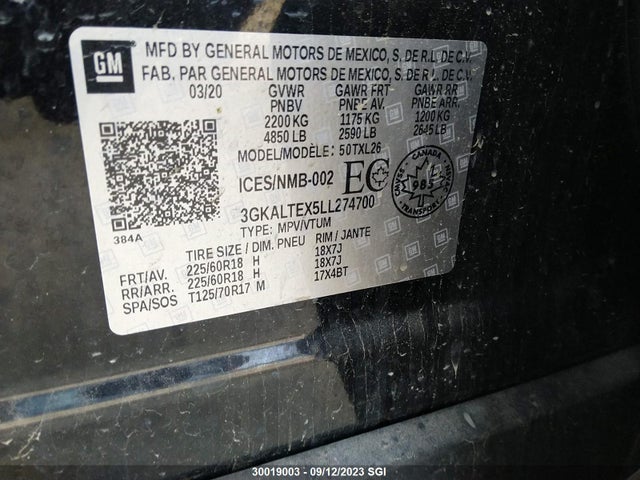 GM
MFD BY GENERAL MOTORS DE MEXICO, S. DE R.L. DE C.V.
FAB. PAR GENERAL MOTORS DE MEXICO, S. DE R.L. DE C.V.
03/20 GVWR GAWR FRT GAWR RR
PNBV PNBE AV. PNBE ARR.
2200 KG 1175 KG 1200 KG
4850 LB 2590 LB 2645 LB
MODEL/MODÈLE: 50TXL26
ICES/NMB-002 EC
985
3GKALTEX5LL274700
TYPE: MPV/VTUM
384A
TIRE SIZE / DIM. PNEU RIM / JANTE
FRT/AV. 225/60R18 H 18X7J
RR/ARR. 225/60R18 H 18X7J
SPA/SOS T125/70R17 M 17X4BT
30019003 - 09/12/2023 SGI